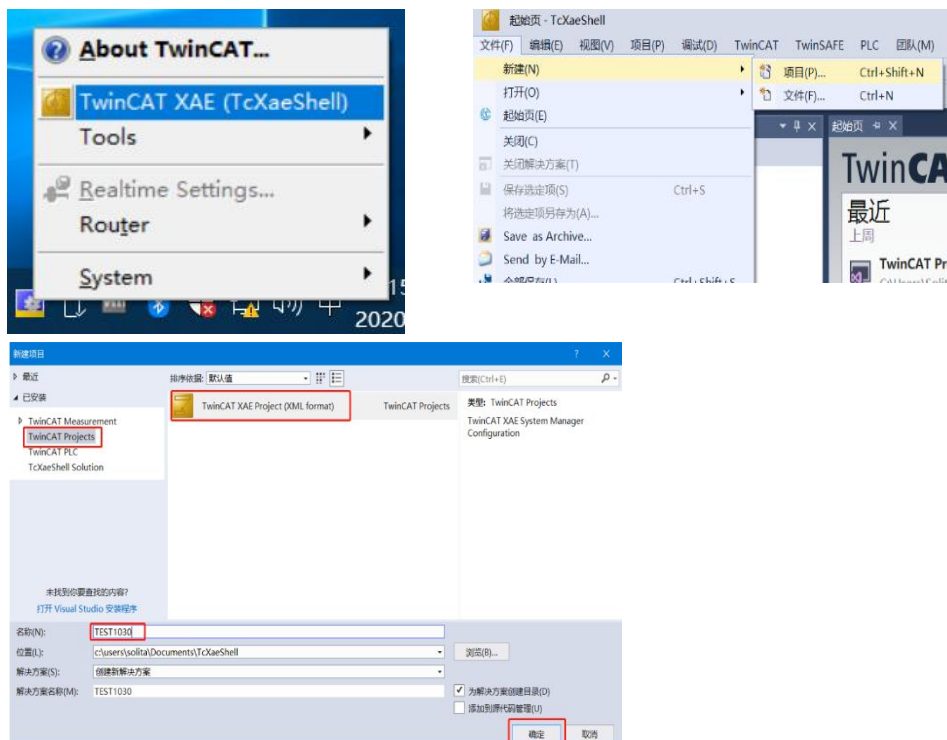 About TwinCAT...
TwinCAT XAE (TcXaeShell)
Tools
Realtime Settings...
Router
System
中
2020
起始页 - TcXaeShell
文件(F) 编辑(E) 视图(V) 项目(P) 调试(D) TwinCAT TwinSAFE PLC 团队(M)
新建(N)
项目(P)... Ctrl+Shift+N
打开(O)
文件(F)... Ctrl+N
起始页(E)
起始页
关闭(C)
关闭解决方案(T)
保存选定项(S) Ctrl+S
将选定项另存为(A)...
Save as Archive...
Send by E-Mail...
全部保存(L) Ctrl+Shift+S
TwinCA
最近
上周
TwinCAT Pr
新建项目
最近
排序依据: 默认值
搜索(Ctrl+E)
已安装
TwinCAT XAE Project (XML format) TwinCAT Projects
类型: TwinCAT Projects
TwinCAT XAE System Manager
Configuration
TwinCAT Measurement
TwinCAT Projects
TwinCAT PLC
TcXaeShell Solution
未找到你要查找的内容?
打开 Visual Studio 安装程序
名称(N): TEST1030
位置(L): c:\users\solita\Documents\TcXaeShell 浏览(B)...
解决方案(S): 创建新解决方案
解决方案名称(M): TEST1030
为解决方案创建目录(D)
添加到源代码管理(U)
确定 取消